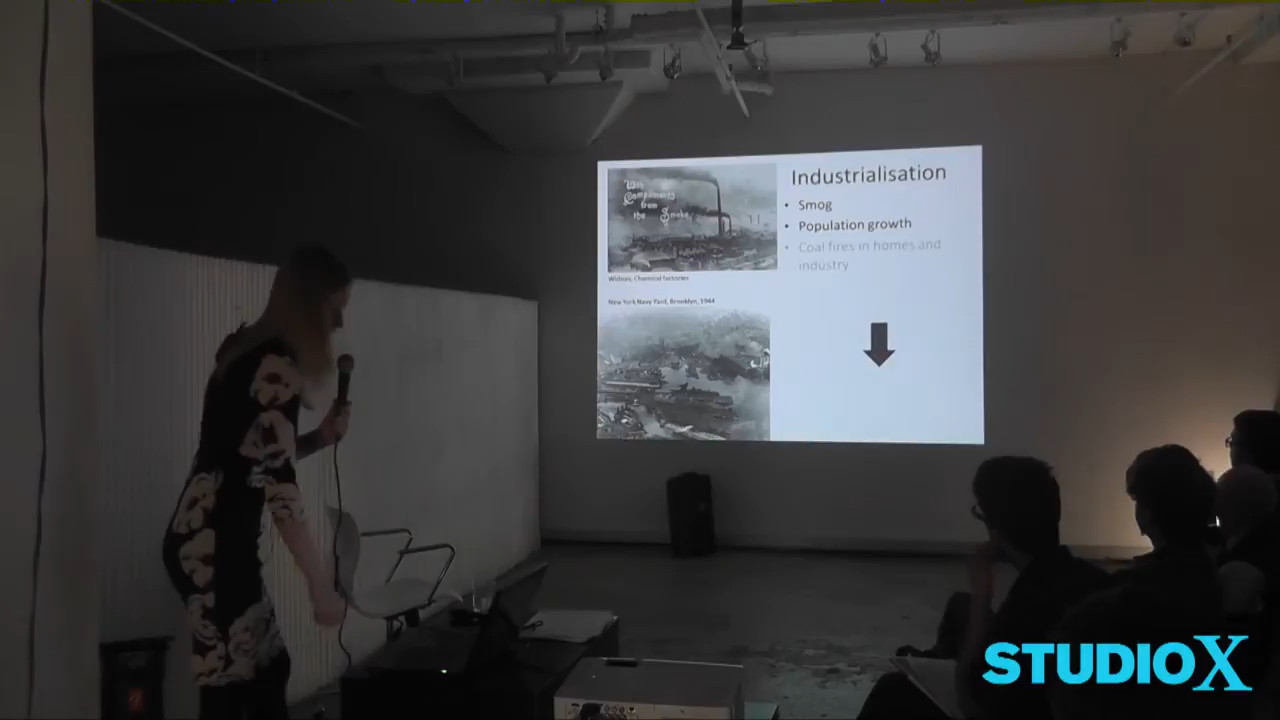 Industrialisation
• Smog
• Population growth
• Coal fires in homes and
industry
With
Compliments
from
the Smoke
Widnes, Chemical factories
New York Navy Yard, Brooklyn, 1944
STUDIOX